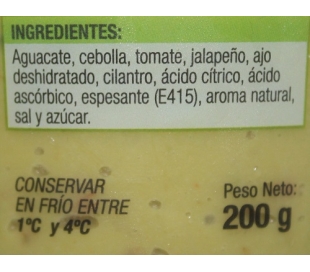 INGREDIENTES:
Aguacate, cebolla, tomate, jalapeño, ajo
deshidratado, cilantro, ácido cítrico, ácido
ascórbico, espesante (E415), aroma natural,
sal y azúcar.
CONSERVAR
EN FRÍO ENTRE
1ºC y 4ºC
Peso Neto:
200 g